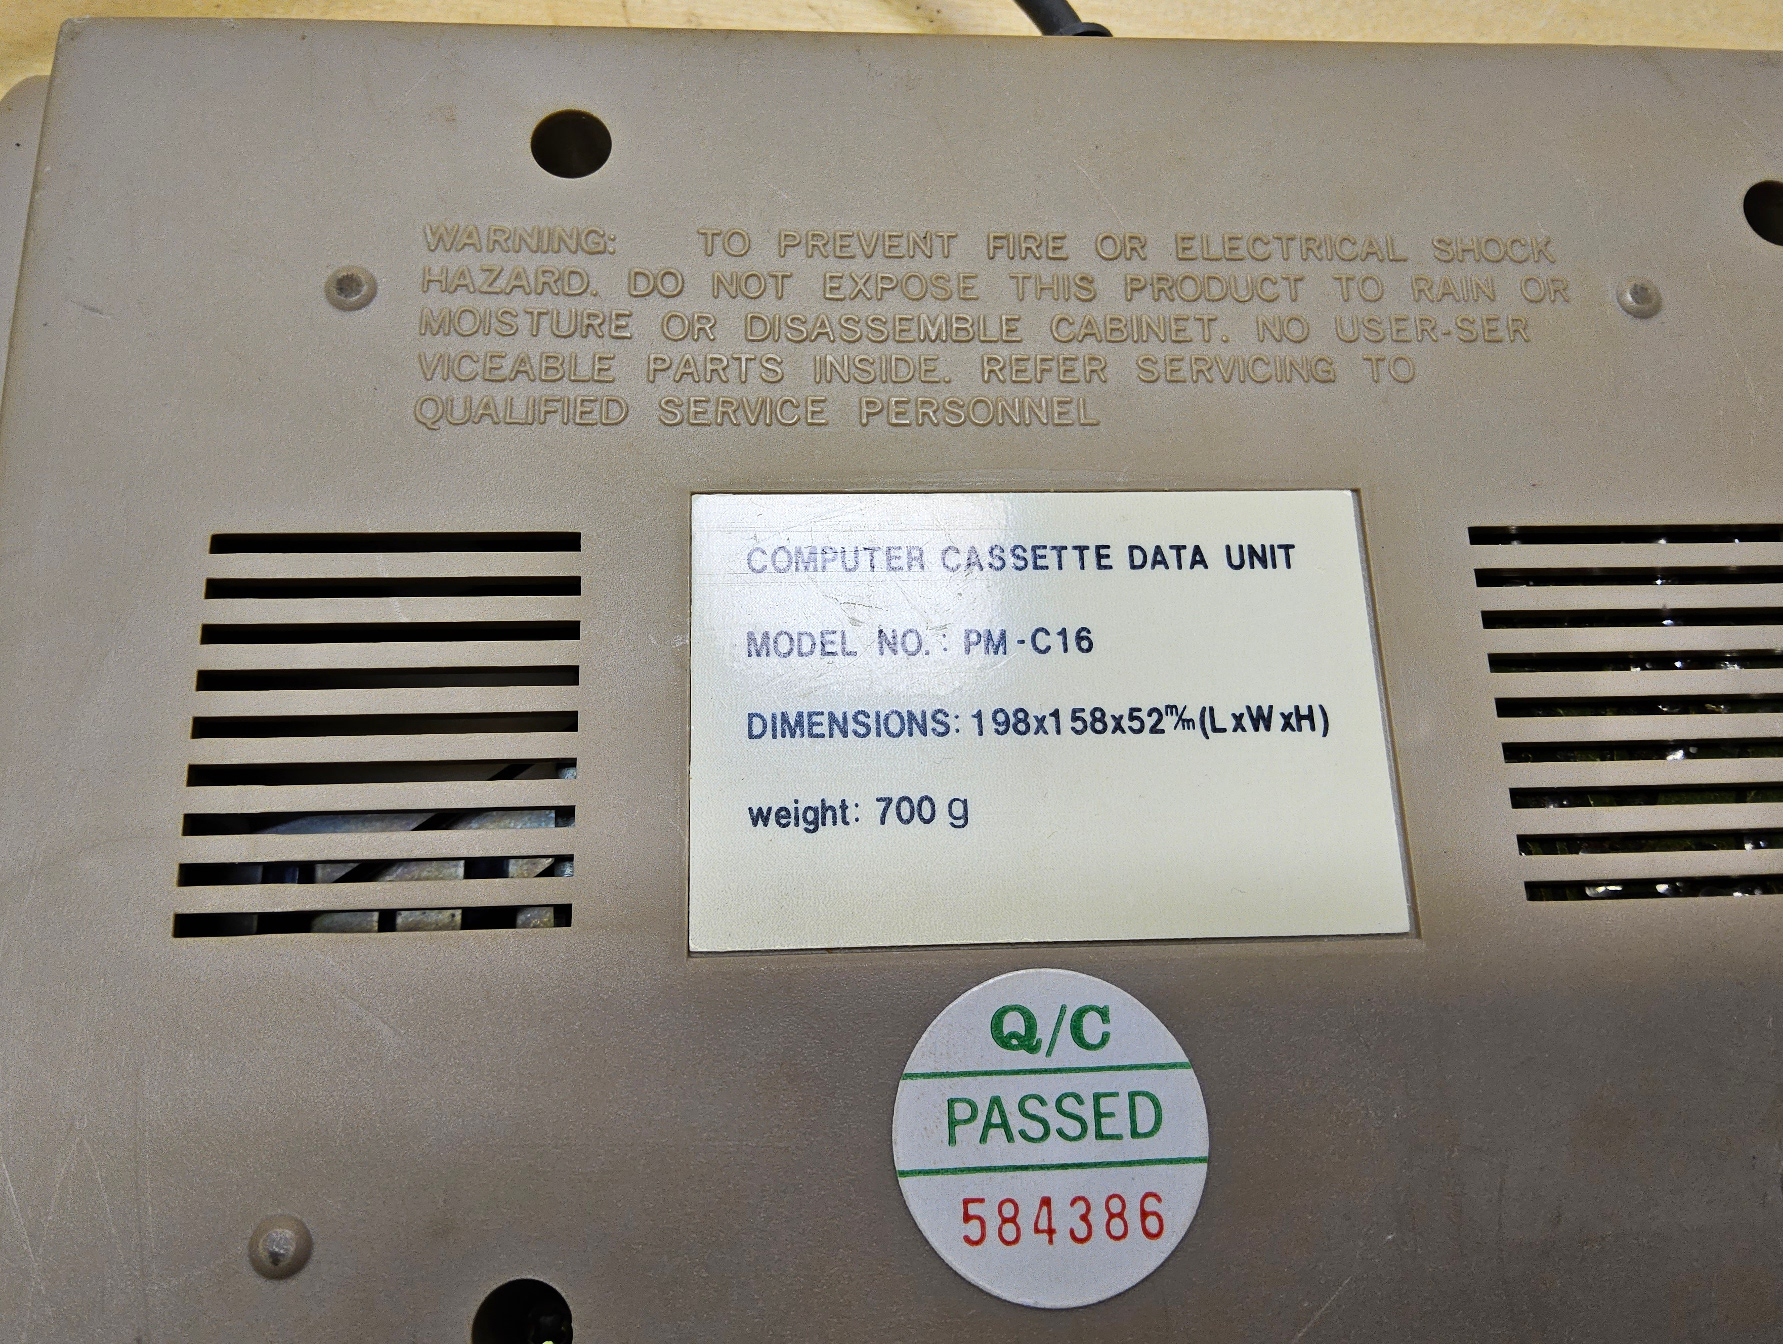 WARNING: TO PREVENT FIRE OR ELECTRICAL SHOCK
HAZARD. DO NOT EXPOSE THIS PRODUCT TO RAIN OR
MOISTURE OR DISASSEMBLE CABINET. NO USER-SER
VICEABLE PARTS INSIDE. REFER SERVICING TO
QUALIFIED SERVICE PERSONNEL
COMPUTER CASSETTE DATA UNIT
MODEL NO.: PM-C16
DIMENSIONS: 198x158x52m/m(LxWxH)
weight: 700 g
Q/C
PASSED
584386